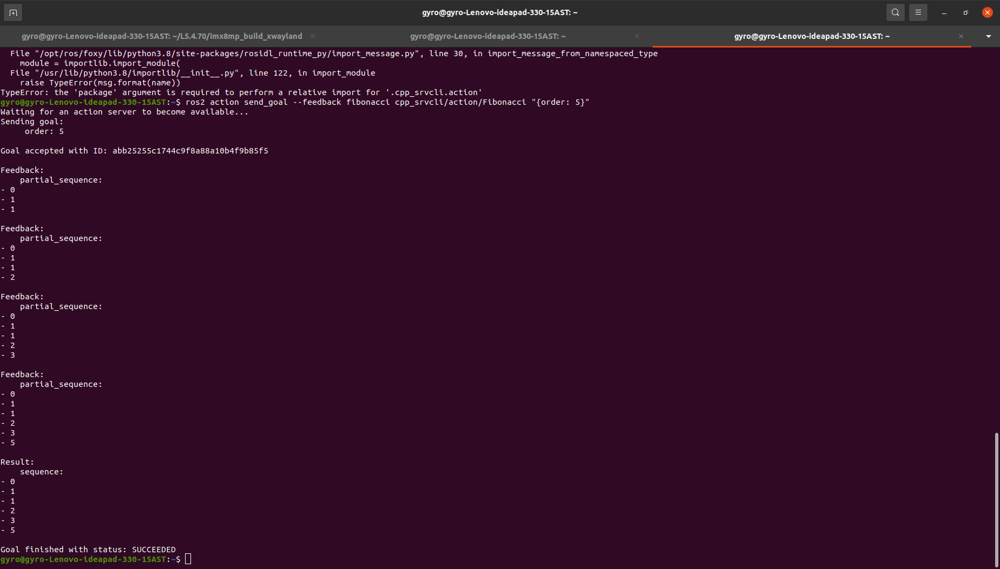 gyro@gyro-Lenovo-ideapad-330-15AST: ~
gyro@gyro-Lenovo-ideapad-330-15AST: ~/L5.4.70/imx8mp_build_xwayland
gyro@gyro-Lenovo-ideapad-330-15AST: ~
gyro@gyro-Lenovo-ideapad-330-15AST: ~
  File "/opt/ros/foxy/lib/python3.8/site-packages/rosidl_runtime_py/import_message.py", line 30, in import_message_from_namespaced_type
    module = importlib.import_module(
  File "/usr/lib/python3.8/importlib/__init__.py", line 122, in import_module
    raise TypeError(msg.format(name))
TypeError: the 'package' argument is required to perform a relative import for '.cpp_srvcli.action'
gyro@gyro-Lenovo-ideapad-330-15AST:~$ ros2 action send_goal --feedback fibonacci cpp_srvcli/action/Fibonacci "{order: 5}"
Waiting for an action server to become available...
Sending goal:
     order: 5
Goal accepted with ID: abb25255c1744c9f8a88a10b4f9b85f5
Feedback:
    partial_sequence:
- 0
- 1
- 1
Feedback:
    partial_sequence:
- 0
- 1
- 1
- 2
Feedback:
    partial_sequence:
- 0
- 1
- 1
- 2
- 3
Feedback:
    partial_sequence:
- 0
- 1
- 1
- 2
- 3
- 5
Result:
    sequence:
- 0
- 1
- 1
- 2
- 3
- 5
Goal finished with status: SUCCEEDED
gyro@gyro-Lenovo-ideapad-330-15AST:~$